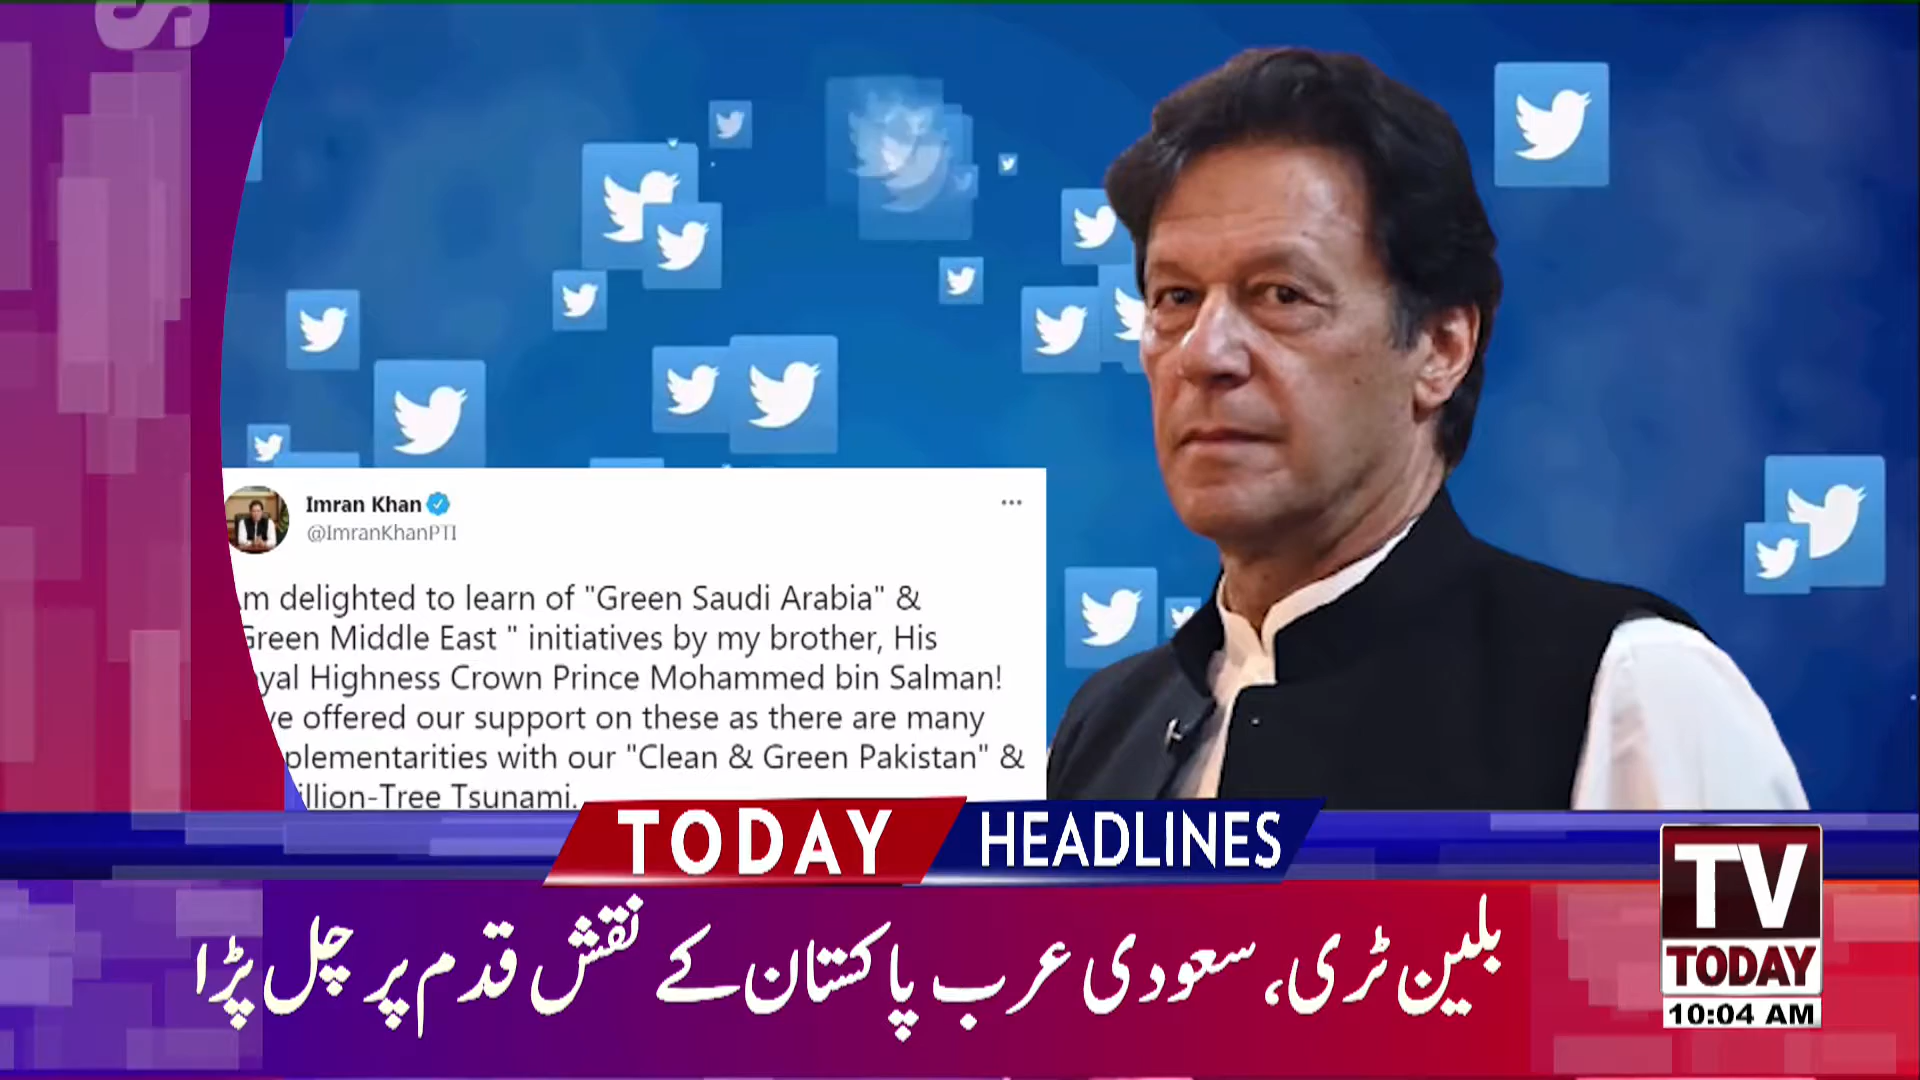 Imran Khan
@ImranKhanPTI
m delighted to learn of "Green Saudi Arabia" &
Green Middle East " initiatives by my brother, His
yal Highness Crown Prince Mohammed bin Salman!
ve offered our support on these as there are many
plementarities with our "Clean & Green Pakistan" &
illion-Tree Tsunami.
TODAY HEADLINES
بلین ٹری، سعودی عرب پاکستان کے نقش قدم پر چل پڑا
TV
TODAY
10:04 AM